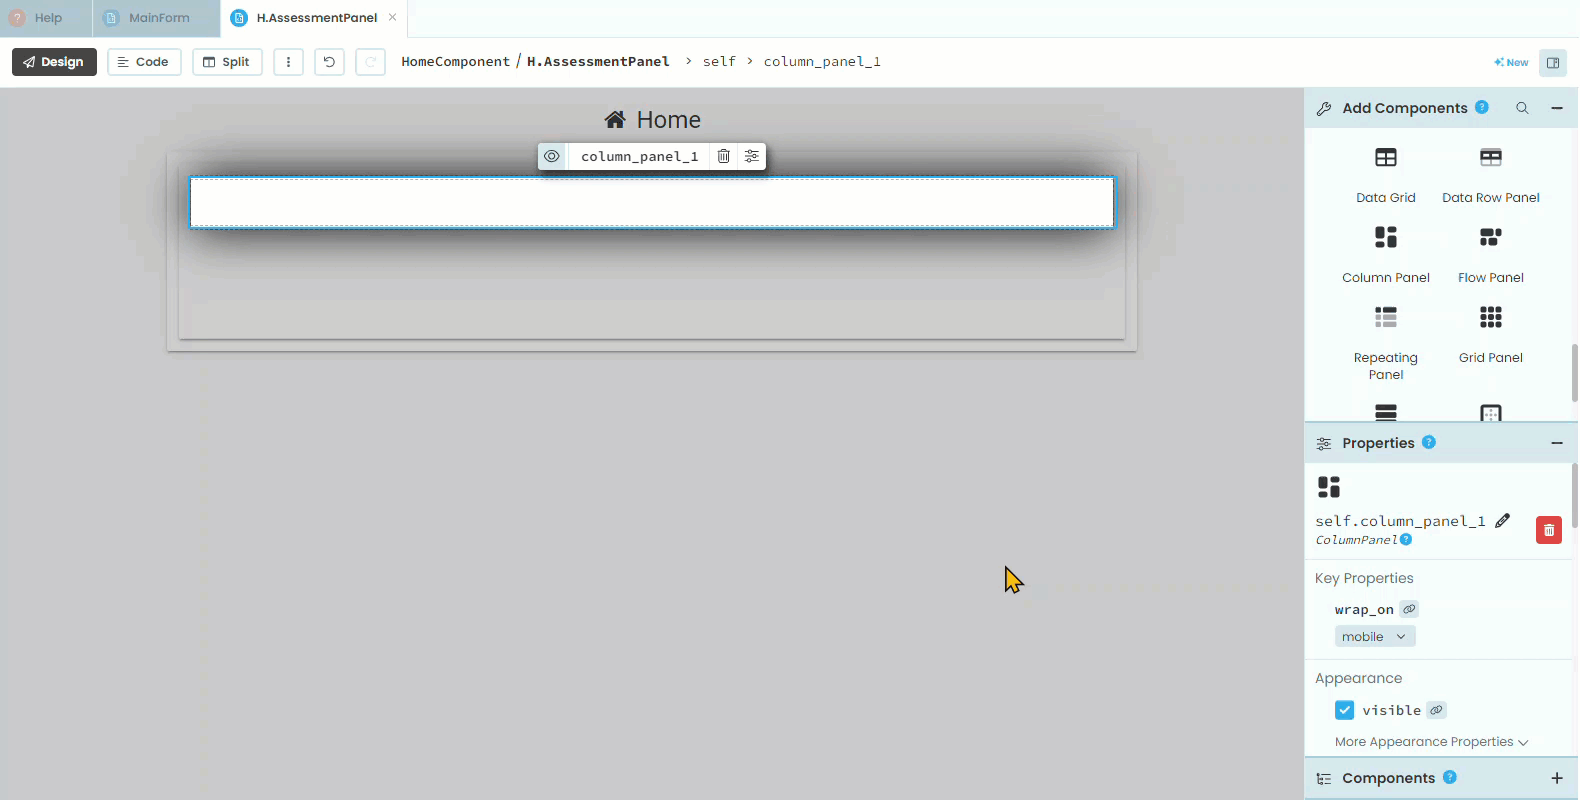 Help
MainForm
H.AssessmentPanel
Design
Code
Split
HomeComponent / H.AssessmentPanel > self > column_panel_1
New
Home
column_panel_1
Add Components ?
Data Grid
Data Row Panel
Column Panel
Flow Panel
Repeating
Panel
Grid Panel
Properties ?
self.column_panel_1
ColumnPanel ?
Key Properties
wrap_on
mobile
Appearance
visible
More Appearance Properties
Components ?